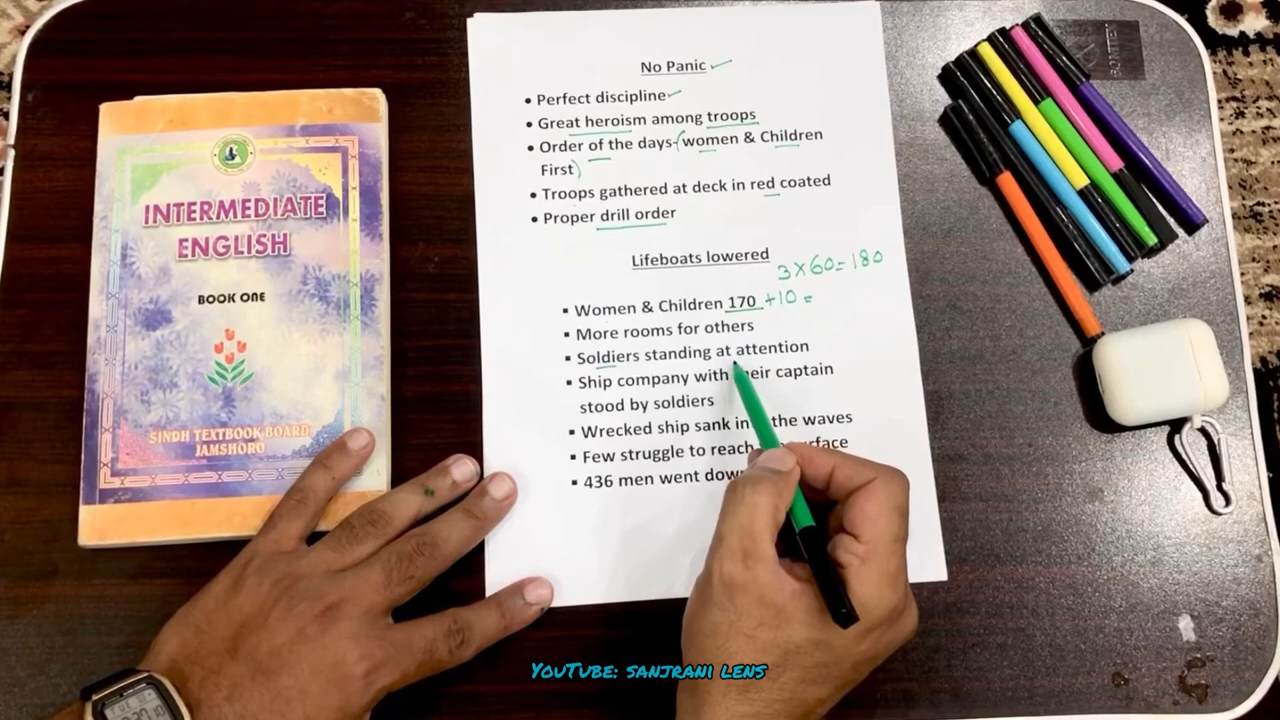 INTERMEDIATE
ENGLISH
BOOK ONE
SINDH TEXTBOOK BOARD
JAMSHORO
No Panic
• Perfect discipline
• Great heroism among troops
• Order of the days-(women & Children
First)
• Troops gathered at deck in red coated
• Proper drill order
Lifeboats lowered
3×60=180
▪ Women & Children 170 +10 =
▪ More rooms for others
▪ Soldiers standing at attention
▪ Ship company with their captain
stood by soldiers
▪ Wrecked ship sank in the waves
▪ Few struggle to reach surface
▪ 436 men went down
YouTube: sanjrani lens